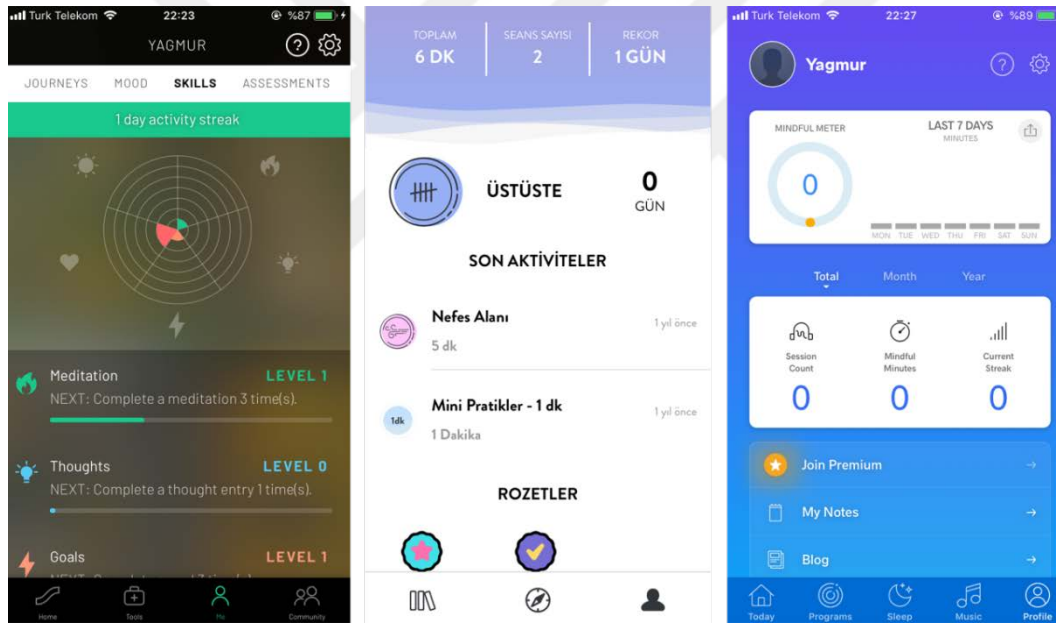 Turk Telekom 22:23 %87
YAGMUR ?
JOURNEYS MOOD SKILLS ASSESSMENTS
1 day activity streak
Meditation LEVEL 1
NEXT: Complete a meditation 3 time(s).
Thoughts LEVEL 0
NEXT: Complete a thought entry 1 time(s).
Goals LEVEL 1
Home Tools Me Community
TOPLAM SEANS SAYISI REKOR
6 DK 2 1 GÜN
ÜSTÜSTE 0
GÜN
SON AKTİVİTELER
Nefes Alanı 1 yıl önce
5 dk
Mini Pratikler - 1 dk 1 yıl önce
1dk
1 Dakika
ROZETLER
Turk Telekom 22:27 %89
Yagmur ?
MINDFUL METER LAST 7 DAYS
MINUTES
0
MON TUE WED THU FRI SAT SUN
Total Month Year
Session Mindful Current
Count Minutes Streak
0 0 0
Join Premium
My Notes
Blog
Today Programs Sleep Music Profile